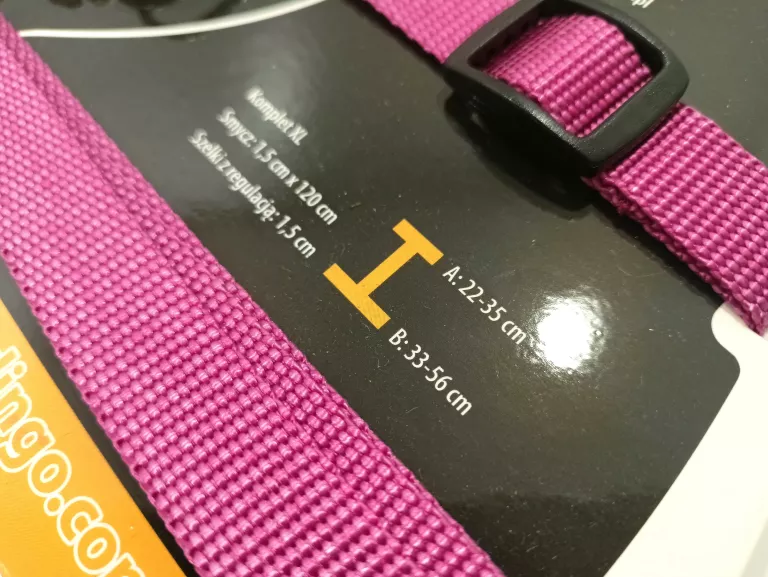 Komplet XL
Smycz: 1,5 cm x 120 cm
Szelki z regulacją: 1,5 cm
A: 22-35 cm
B: 33-56 cm
ingo.com